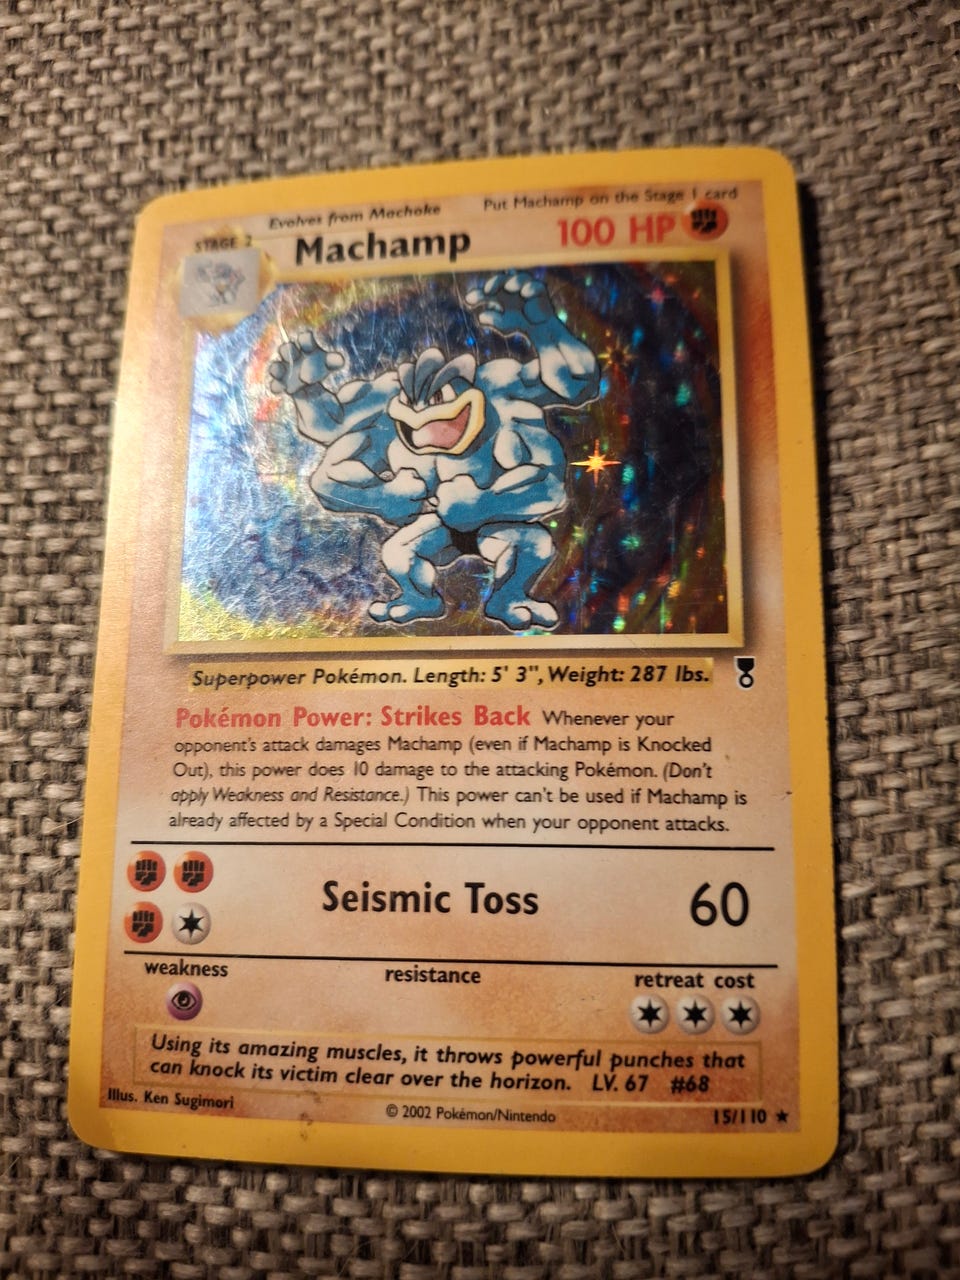 Evolves from Machoke
Put Machamp on the Stage 1 card
STAGE 2
Machamp
100 HP
Superpower Pokémon. Length: 5' 3", Weight: 287 lbs.
Pokémon Power: Strikes Back Whenever your
opponent's attack damages Machamp (even if Machamp is Knocked
Out), this power does 10 damage to the attacking Pokémon. (Don't
apply Weakness and Resistance.) This power can't be used if Machamp is
already affected by a Special Condition when your opponent attacks.
Seismic Toss
60
weakness
resistance
retreat cost
Using its amazing muscles, it throws powerful punches that
can knock its victim clear over the horizon. LV. 67 #68
Illus. Ken Sugimori
© 2002 Pokémon/Nintendo
15/110 ★